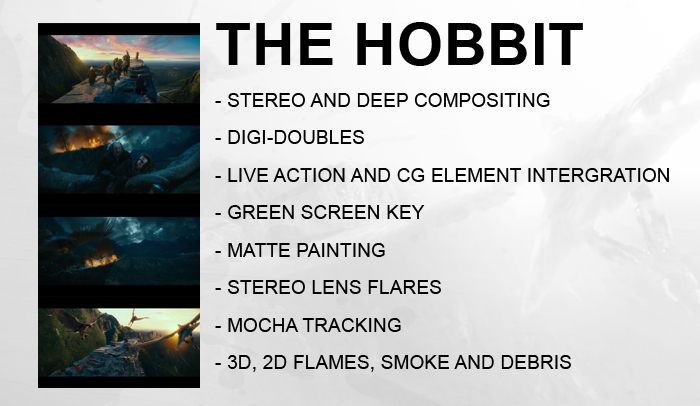 THE HOBBIT
- STEREO AND DEEP COMPOSITING
- DIGI-DOUBLES
- LIVE ACTION AND CG ELEMENT INTERGRATION
- GREEN SCREEN KEY
- MATTE PAINTING
- STEREO LENS FLARES
- MOCHA TRACKING
- 3D, 2D FLAMES, SMOKE AND DEBRIS